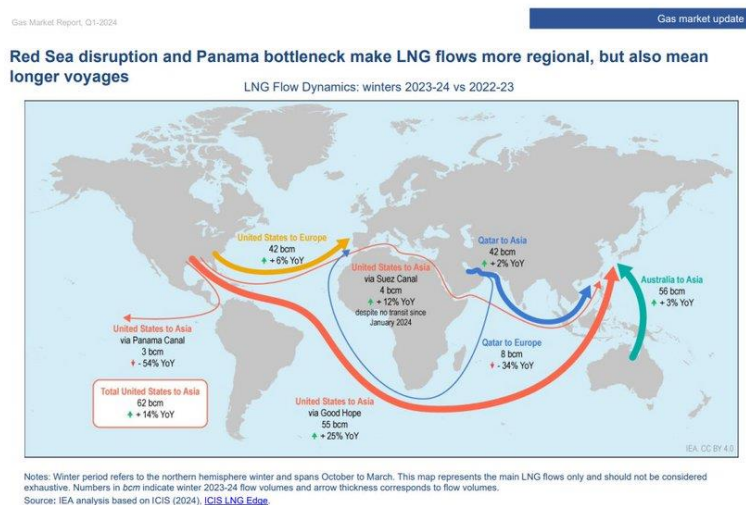 Gas Market Report, Q1-2024
Gas market update
Red Sea disruption and Panama bottleneck make LNG flows more regional, but also mean
longer voyages
LNG Flow Dynamics: winters 2023-24 vs 2022-23
United States to Europe
42 bcm
+ 6% YoY
United States to Asia
via Suez Canal
4 bcm
+ 12% YoY
despite no transit since
January 2024
Qatar to Asia
42 bcm
+ 2% YoY
Australia to Asia
56 bcm
+ 3% YoY
United States to Asia
via Panama Canal
3 bcm
- 54% YoY
Qatar to Europe
8 bcm
- 34% YoY
Total United States to Asia
62 bcm
+ 14% YoY
United States to Asia
via Good Hope
55 bcm
+ 25% YoY
IEA. CC BY 4.0
Notes: Winter period refers to the northern hemisphere winter and spans October to March. This map represents the main LNG flows only and should not be considered
exhaustive. Numbers in bcm indicate winter 2023-24 flow volumes and arrow thickness corresponds to flow volumes.
Source: IEA analysis based on ICIS (2024), ICIS LNG Edge.